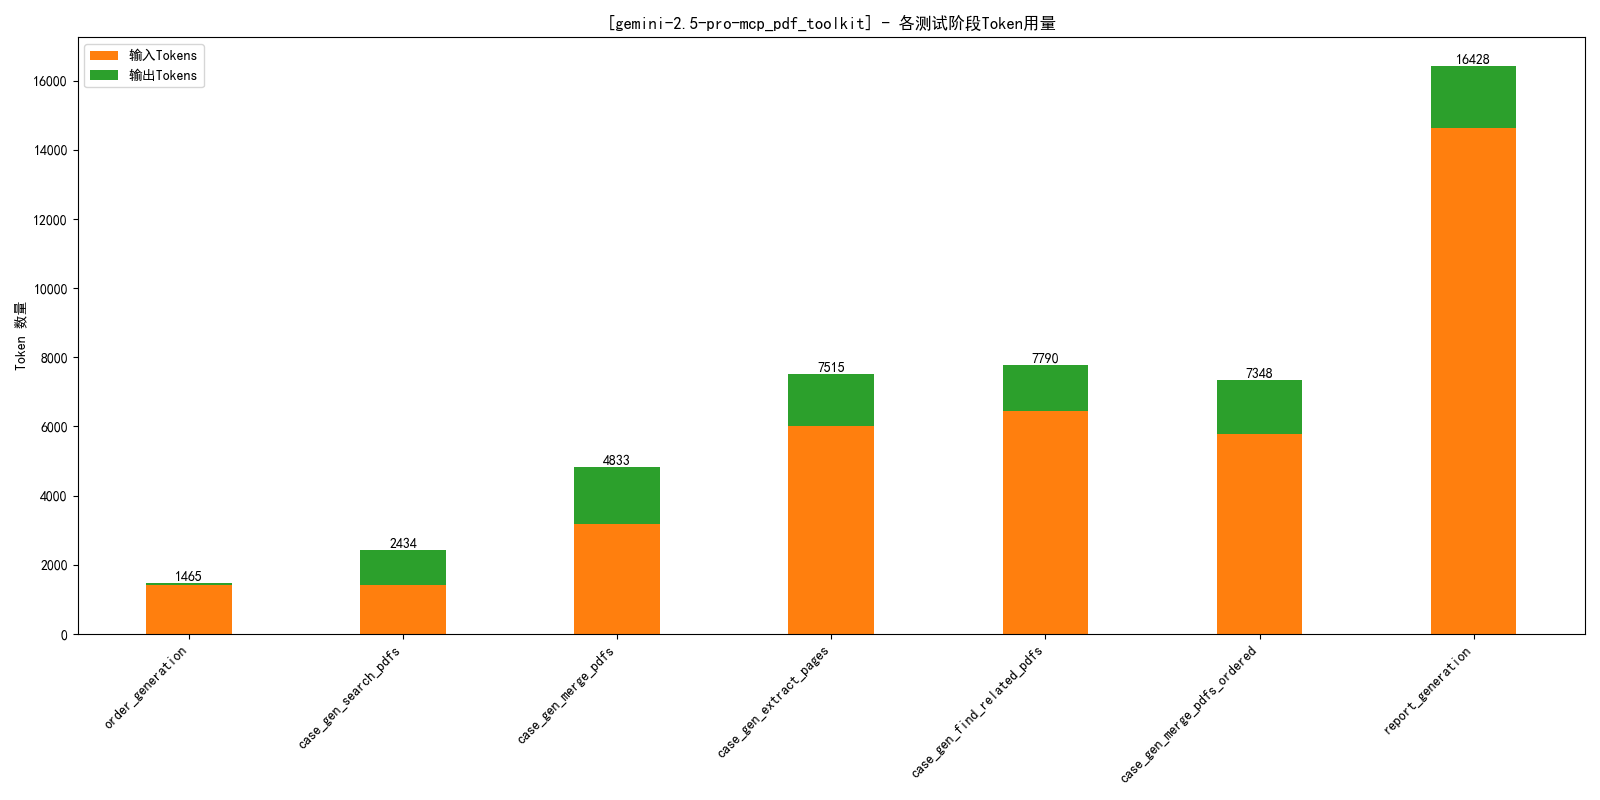 [gemini-2.5-pro-mcp_pdf_toolkit] - 各测试阶段Token用量
输入Tokens
输出Tokens
Token 数量
16000
14000
12000
10000
8000
6000
4000
2000
0
1465
2434
4833
7515
7790
7348
16428
order_generation
case_gen_search_pdfs
case_gen_merge_pdfs
case_gen_extract_pages
case_gen_find_related_pdfs
case_gen_merge_pdfs_ordered
report_generation